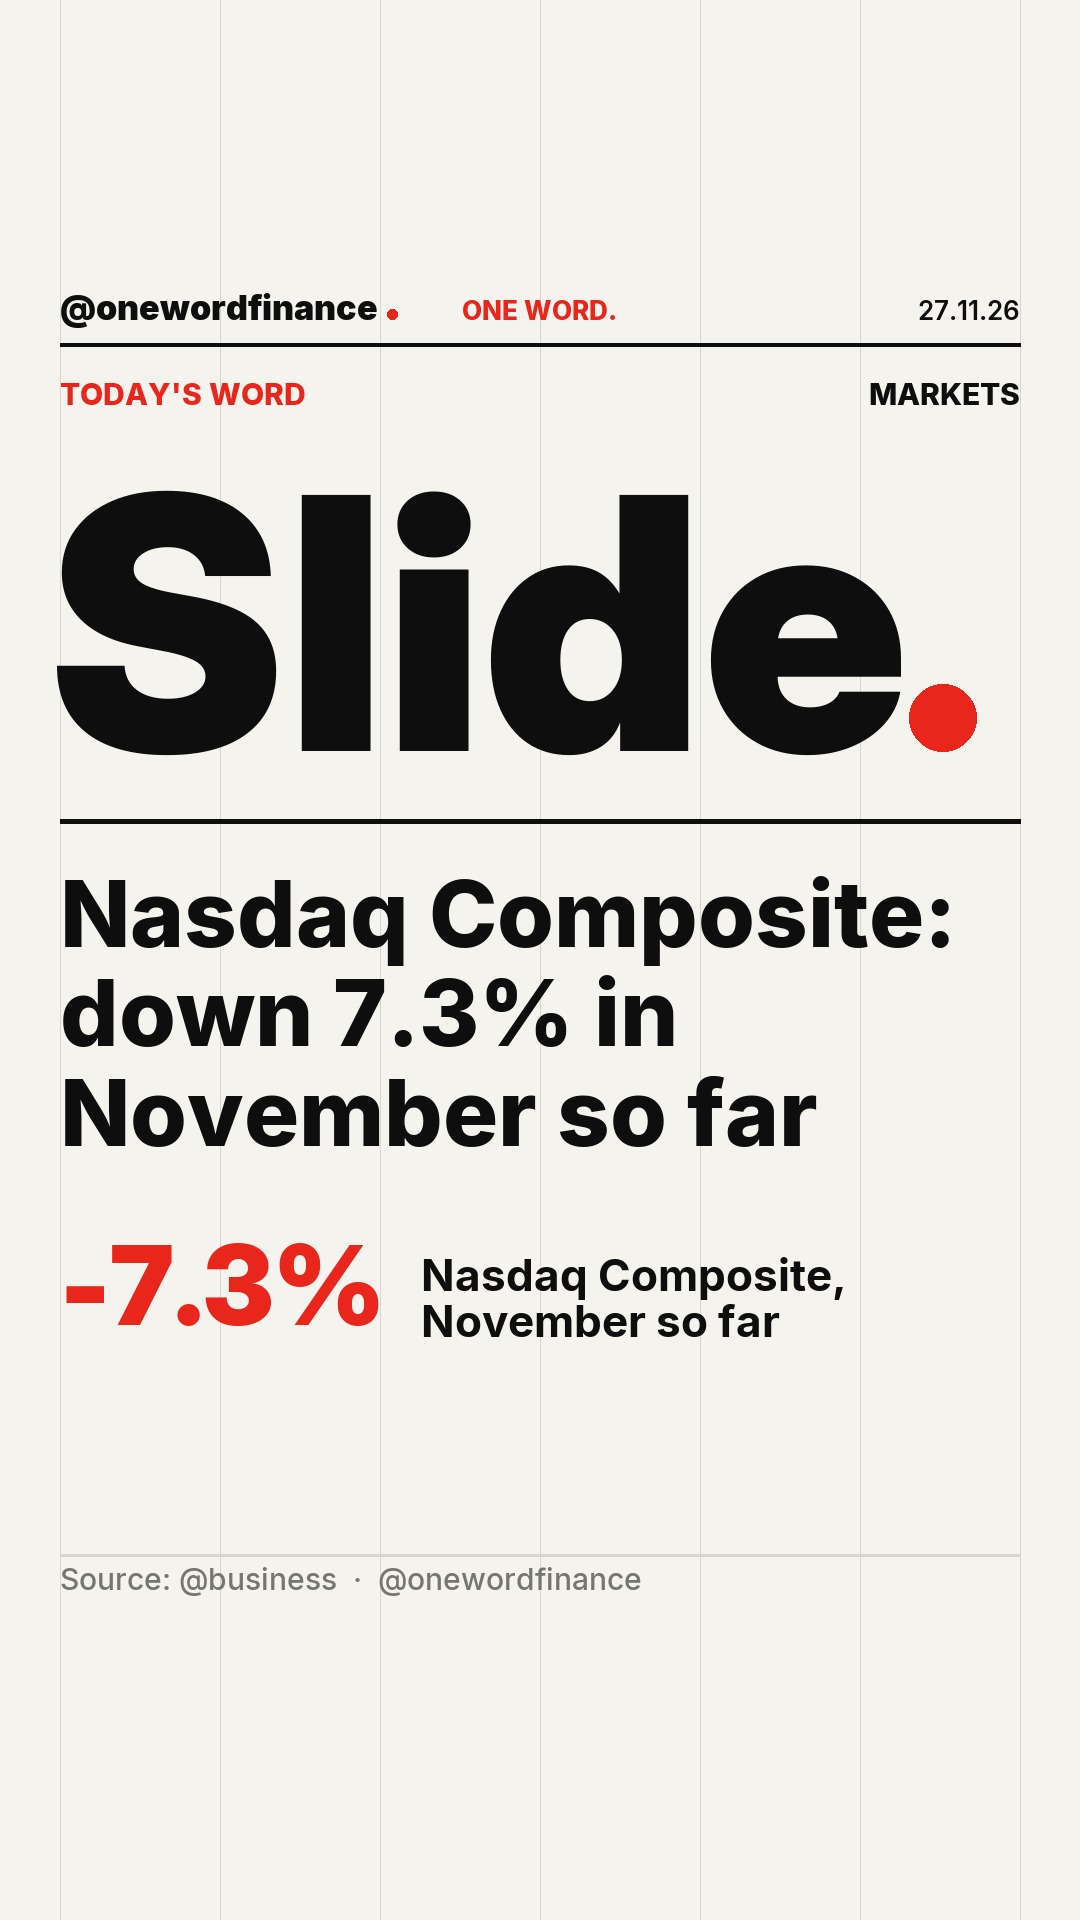 @onewordfinance
ONE WORD.
27.11.26
TODAY'S WORD
MARKETS
Slide.
Nasdaq Composite:
down 7.3% in
November so far
-7.3%
Nasdaq Composite,
November so far
Source: @business · @onewordfinance